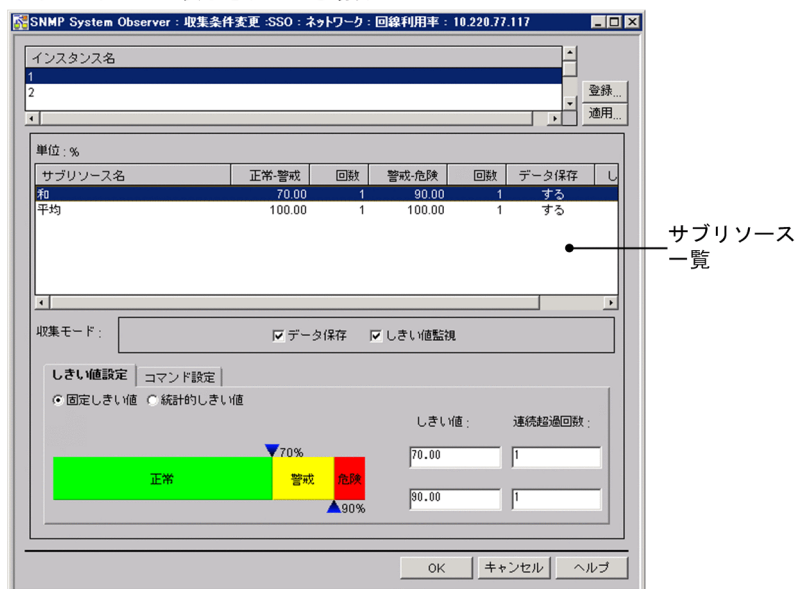 SNMP System Observer : 収集条件変更 :SSO : ネットワーク : 回線利用率 : 10.220.77.117
インスタンス名
1
2
登録...
適用...
単位 : %
サブリソース名 正常-警戒 回数 警戒-危険 回数 データ保存 し
和 70.00 1 90.00 1 する
平均 100.00 1 100.00 1 する
サブリソース
一覧
収集モード : データ保存 しきい値監視
しきい値設定 コマンド設定
固定しきい値 統計的しきい値
しきい値 : 連続超過回数 :
70%
70.00 1
正常 警戒 危険
90.00 1
90%
OK キャンセル ヘルプ